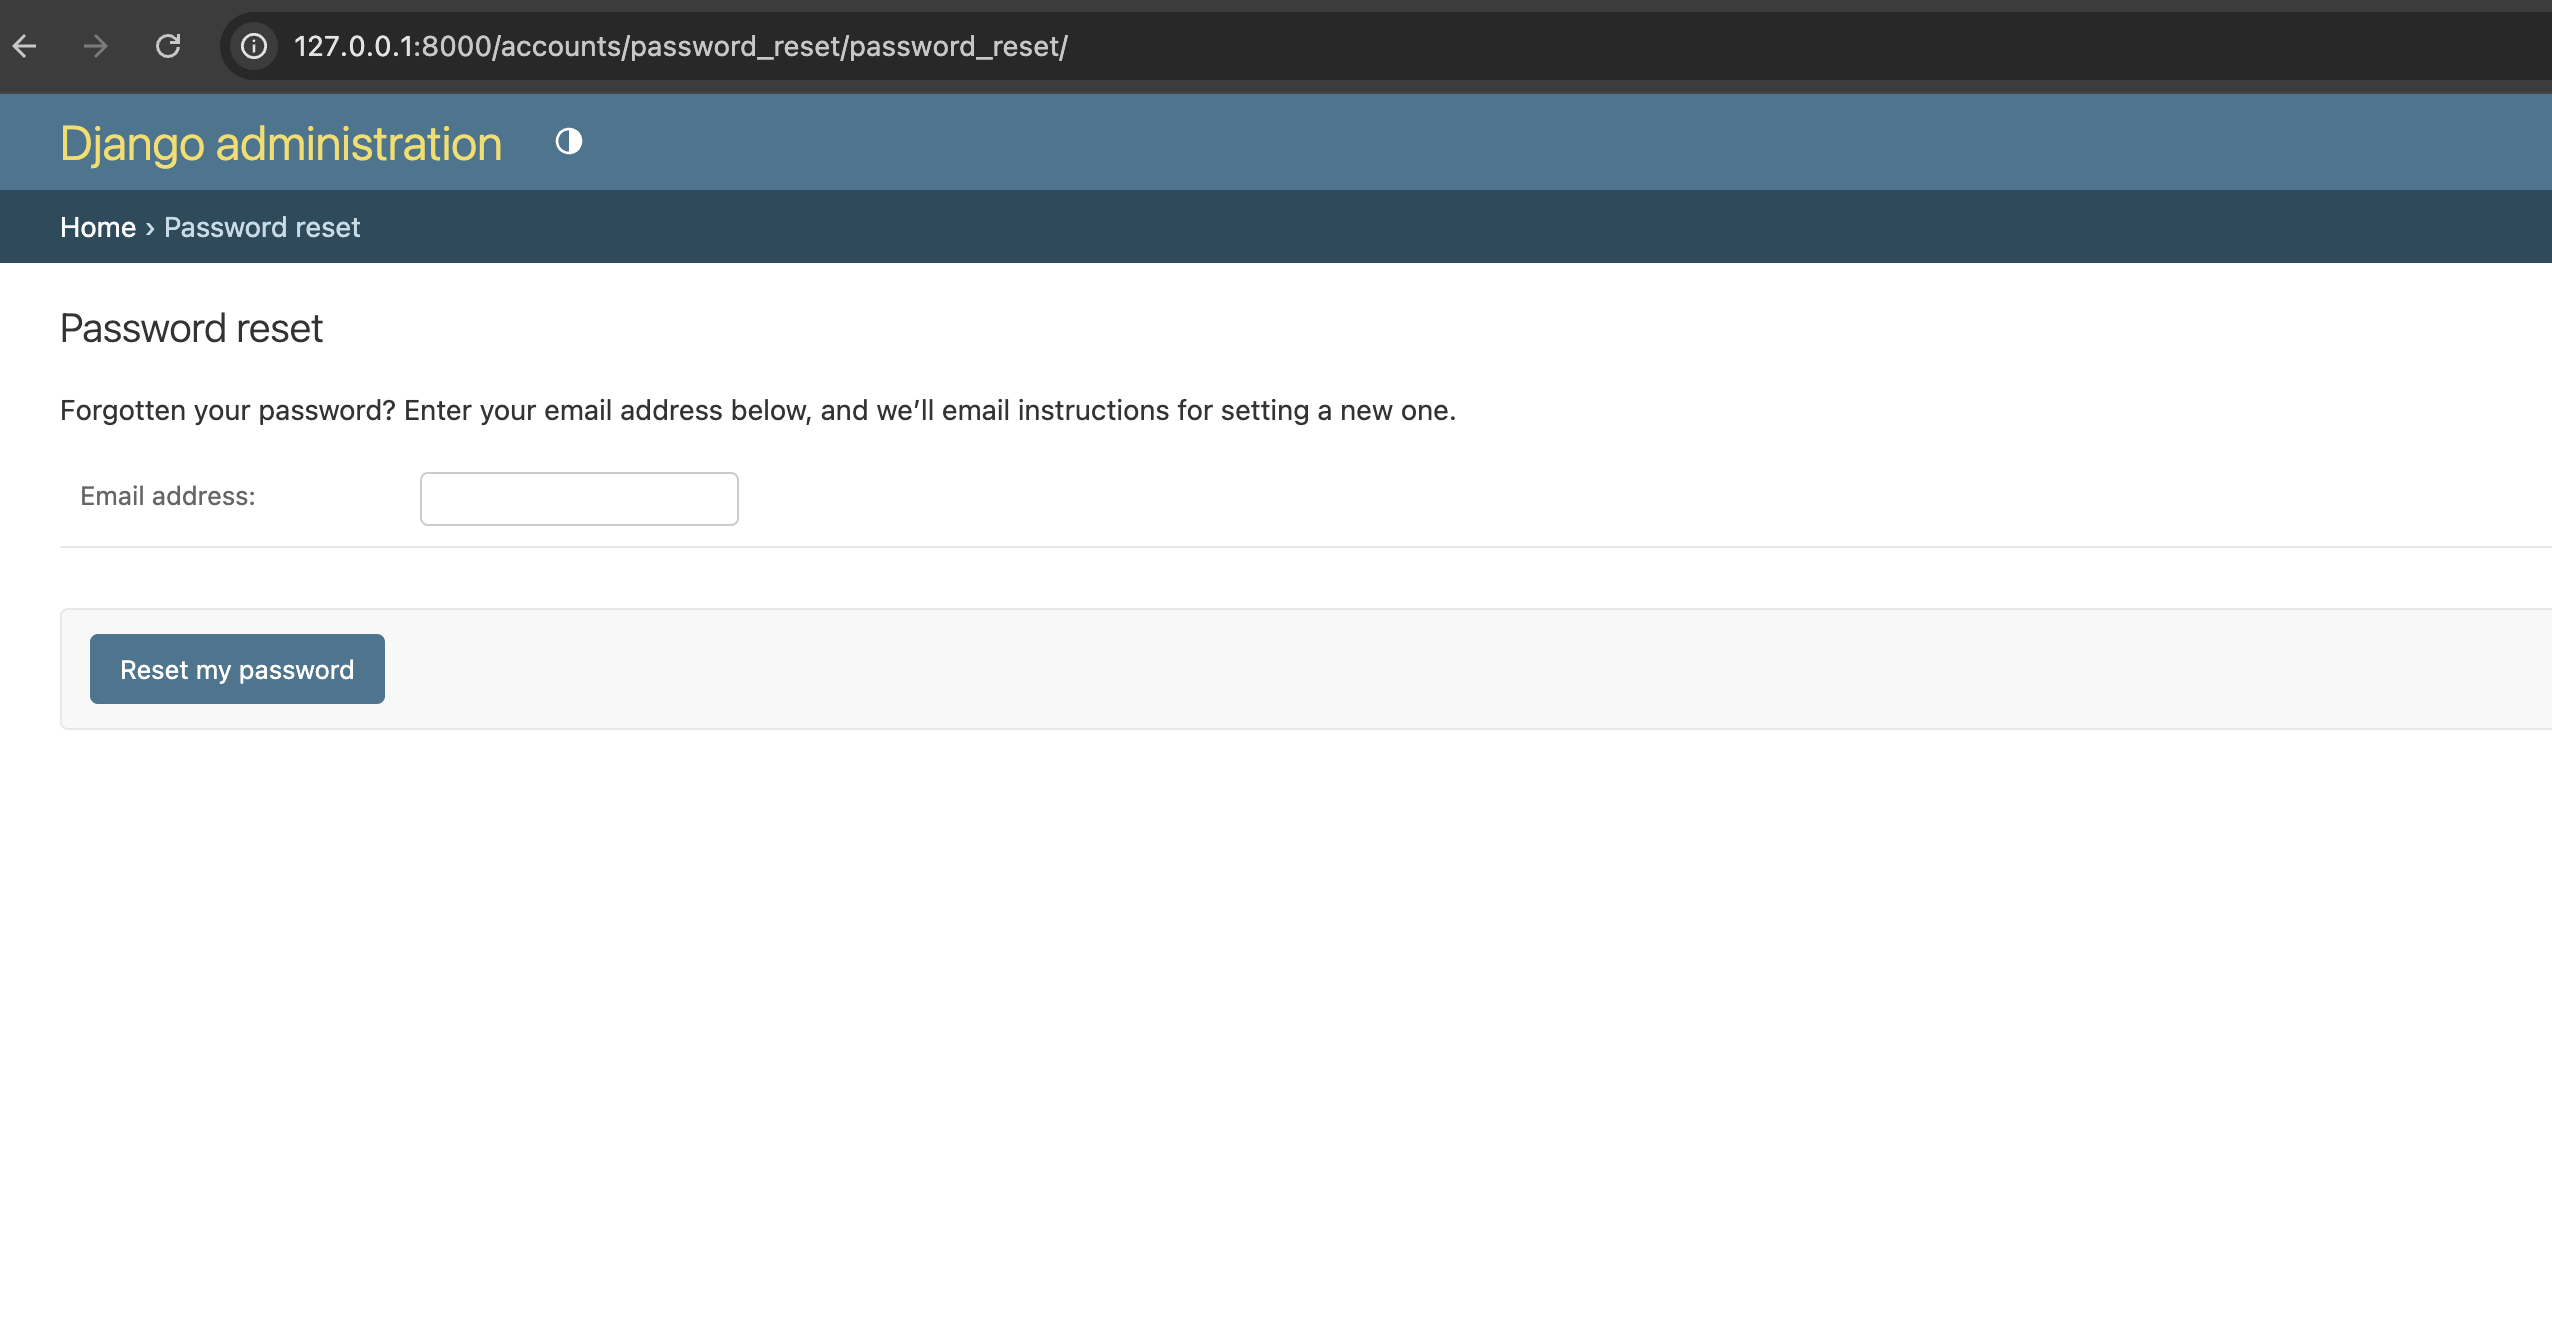 127.0.0.1:8000/accounts/password_reset/password_reset/
Django administration
Home › Password reset
Password reset
Forgotten your password? Enter your email address below, and we’ll email instructions for setting a new one.
Email address:
Reset my password